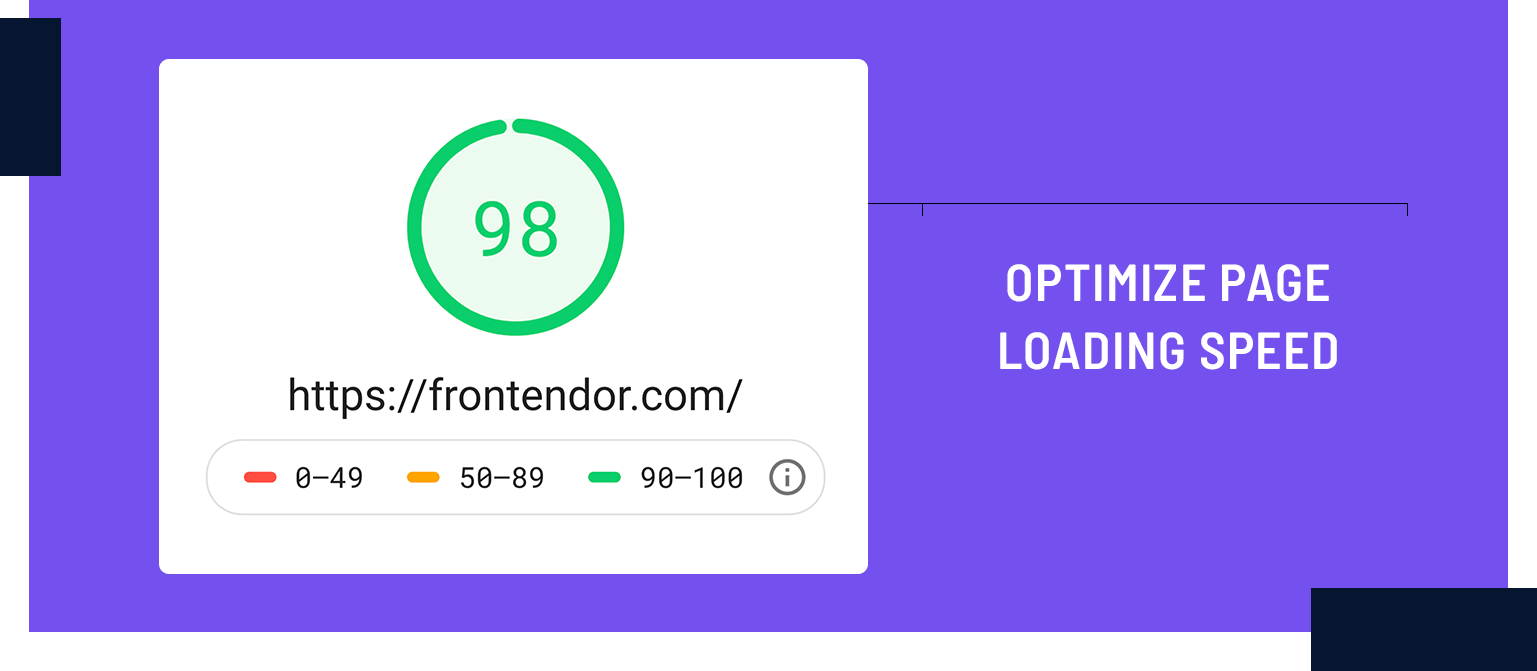 98
https://frontendor.com/
0–49 50–89 90–100
OPTIMIZE PAGE
LOADING SPEED